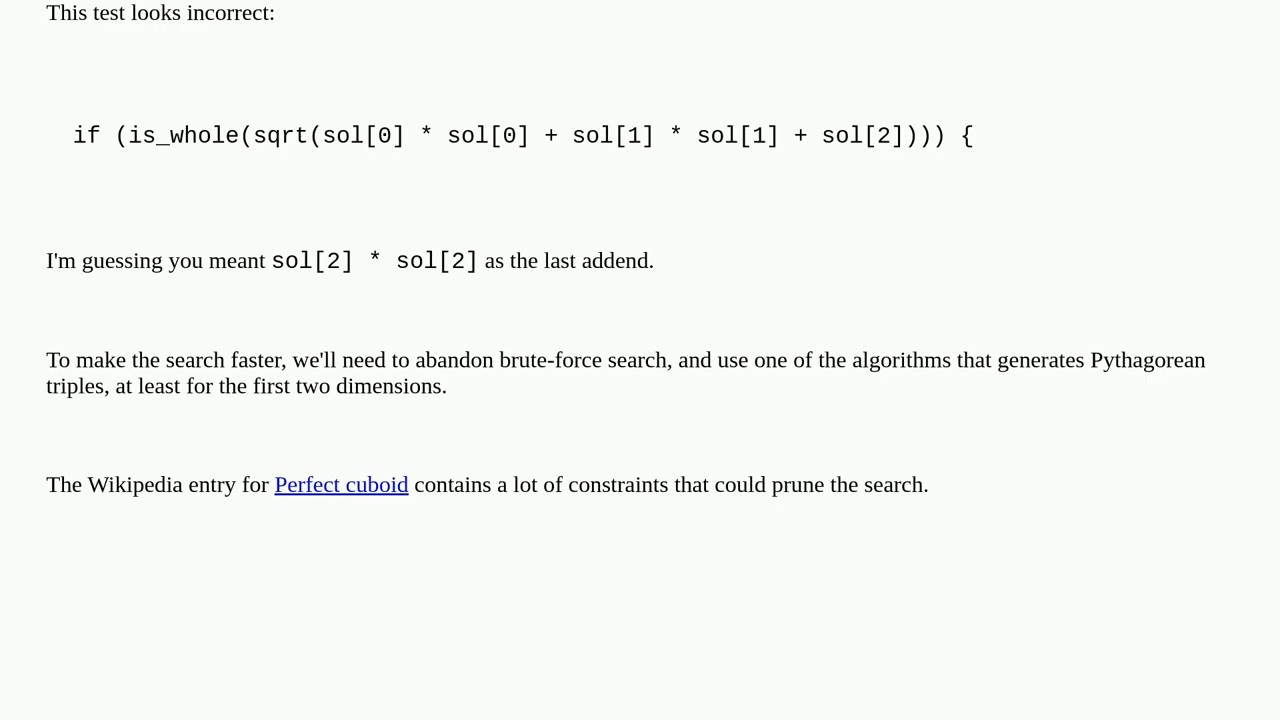 This test looks incorrect:
if (is_whole(sqrt(sol[0] * sol[0] + sol[1] * sol[1] + sol[2]))) {
I'm guessing you meant sol[2] * sol[2] as the last addend.
To make the search faster, we'll need to abandon brute-force search, and use one of the algorithms that generates Pythagorean
triples, at least for the first two dimensions.
The Wikipedia entry for Perfect cuboid contains a lot of constraints that could prune the search.